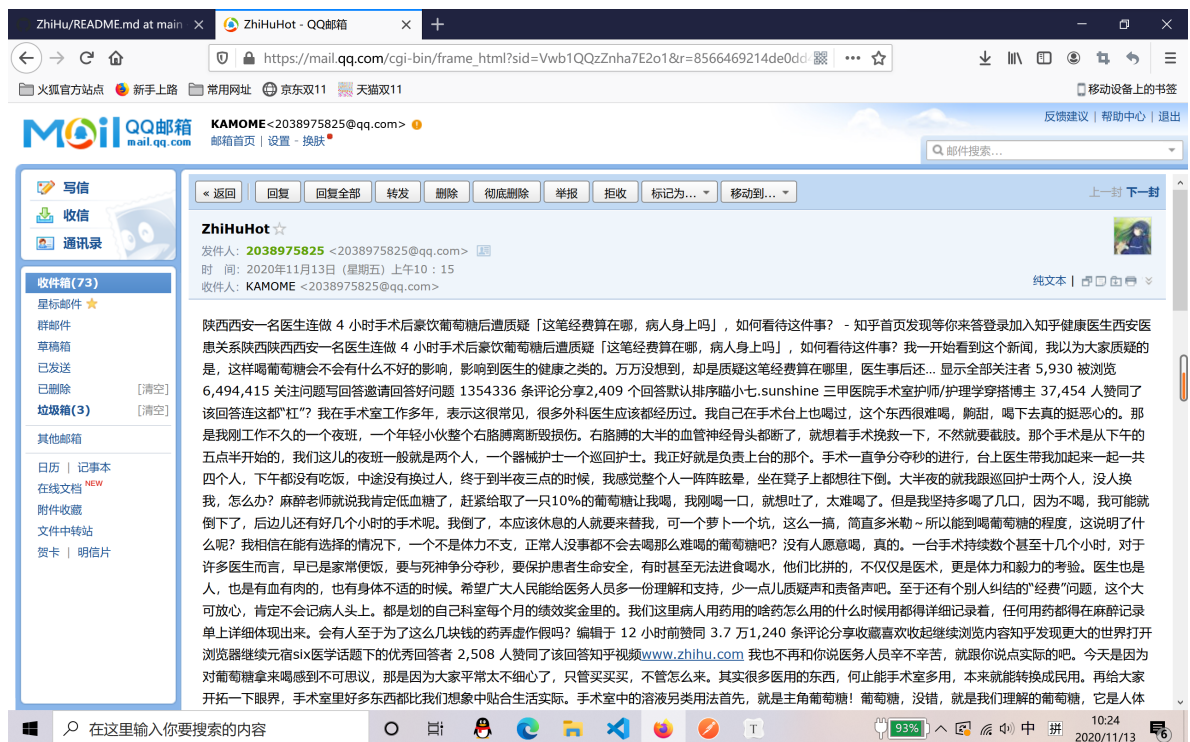 ZhiHu/README.md at main
ZhiHuHot - QQ邮箱
https://mail.qq.com/cgi-bin/frame_html?sid=Vwb1QQzZnha7E2o1&r=8566469214de0dd
火狐官方站点 新手上路 常用网址 京东双11 天猫双11 移动设备上的书签
Mail QQ邮箱 mail.qq.com
KAMOME<2038975825@qq.com>
邮箱首页 | 设置 - 换肤
反馈建议 | 帮助中心 | 退出
邮件搜索...
写信
收信
通讯录
收件箱(73)
星标邮件
群邮件
草稿箱
已发送
已删除 [清空]
垃圾箱(3) [清空]
其他邮箱
日历 | 记事本
在线文档 NEW
附件收藏
文件中转站
贺卡 | 明信片
« 返回 回复 回复全部 转发 删除 彻底删除 举报 拒收 标记为... 移动到... 上一封 下一封
ZhiHuHot
发件人: 2038975825 <2038975825@qq.com>
时 间: 2020年11月13日 (星期五) 上午10 : 15
收件人: KAMOME <2038975825@qq.com>
纯文本 |
陕西西安一名医生连做 4 小时手术后豪饮葡萄糖后遭质疑「这笔经费算在哪，病人身上吗」，如何看待这件事？ - 知乎首页发现等你来答登录加入知乎健康医生西安医
患关系陕西陕西西安一名医生连做 4 小时手术后豪饮葡萄糖后遭质疑「这笔经费算在哪，病人身上吗」，如何看待这件事？我一开始看到这个新闻，我以为大家质疑的
是，这样喝葡萄糖会不会有什么不好的影响，影响到医生的健康之类的。万万没想到，却是质疑这笔经费算在哪里，医生事后还... 显示全部关注者 5,930 被浏览
6,494,415 关注问题写回答邀请回答好问题 1354336 条评论分享2,409 个回答默认排序瞄小七.sunshine 三甲医院手术室护师/护理学穿搭博主 37,454 人赞同了
该回答连这都“杠”？我在手术室工作多年，表示这很常见，很多外科医生应该都经历过。我自己在手术台上也喝过，这个东西很难喝，齁甜，喝下去真的挺恶心的。那
是我刚工作不久的一个夜班，一个年轻小伙整个右胳膊离断毁损伤。右胳膊的大半的血管神经骨头都断了，就想着手术挽救一下，不然就要截肢。那个手术是从下午的
五点半开始的，我们这儿的夜班一般就是两个人，一个器械护士一个巡回护士。我正好就是负责上台的那个。手术一直争分夺秒的进行，台上医生带我加起来一起一共
四个人，下午都没有吃饭，中途没有换过人，终于到半夜三点的时候，我感觉整个人一阵阵眩晕，坐在凳子上都想往下倒。大半夜的就我跟巡回护士两个人，没人换
我，怎么办？麻醉老师就说我肯定低血糖了，赶紧给取了一只10%的葡萄糖让我喝，我刚喝一口，就想吐了，太难喝了。但是我坚持多喝了几口，因为不喝，我可能就
倒下了，后边儿还有好几个小时的手术呢。我倒了，本应该休息的人就要来替我，可一个萝卜一个坑，这么一搞，简直多米勒～所以能到喝葡萄糖的程度，这说明了什
么呢？我相信在能有选择的情况下，一个不是体力不支，正常人没事都不会去喝那么难喝的葡萄糖吧？没有人愿意喝，真的。一台手术持续数个甚至十几个小时，对于
许多医生而言，早已是家常便饭，要与死神争分夺秒，要保护患者生命安全，有时甚至无法进食喝水，他们比拼的，不仅仅是医术，更是体力和毅力的考验。医生也是
人，也是有血有肉的，也有身体不适的时候。希望广大人民能给医务人员多一份理解和支持，少一点儿质疑声和责备声吧。至于还有个别人纠结的“经费”问题，这个大
可放心，肯定不会记病人头上。都是划的自己科室每个月的绩效奖金里的。我们这里病人用药用的啥药怎么用的什么时候用都得详细记录着，任何用药都得在麻醉记录
单上详细体现出来。会有人至于为了这么几块钱的药弄虚作假吗？编辑于 12 小时前赞同 3.7 万1,240 条评论分享收藏喜欢收起继续浏览内容知乎发现更大的世界打开
浏览器继续元宿six医学话题下的优秀回答者 2,508 人赞同了该回答知乎视频www.zhihu.com 我也不再和你说医务人员辛不辛苦，就跟你说点实际的吧。今天是因为
对葡萄糖拿来喝感到不可思议，那是因为大家平常太不细心了，只管买买买，不管怎么来。其实很多医用的东西，何止能手术室多用，本来就能转换成民用。再给大家
开拓一下眼界，手术室里好多东西都比我们想象中贴合生活实际。手术室中的溶液另类用法首先，就是主角葡萄糖！葡萄糖，没错，就是我们理解的葡萄糖，它是人体
在这里输入你要搜索的内容
93% 中 拼 10:24
2020/11/13 6